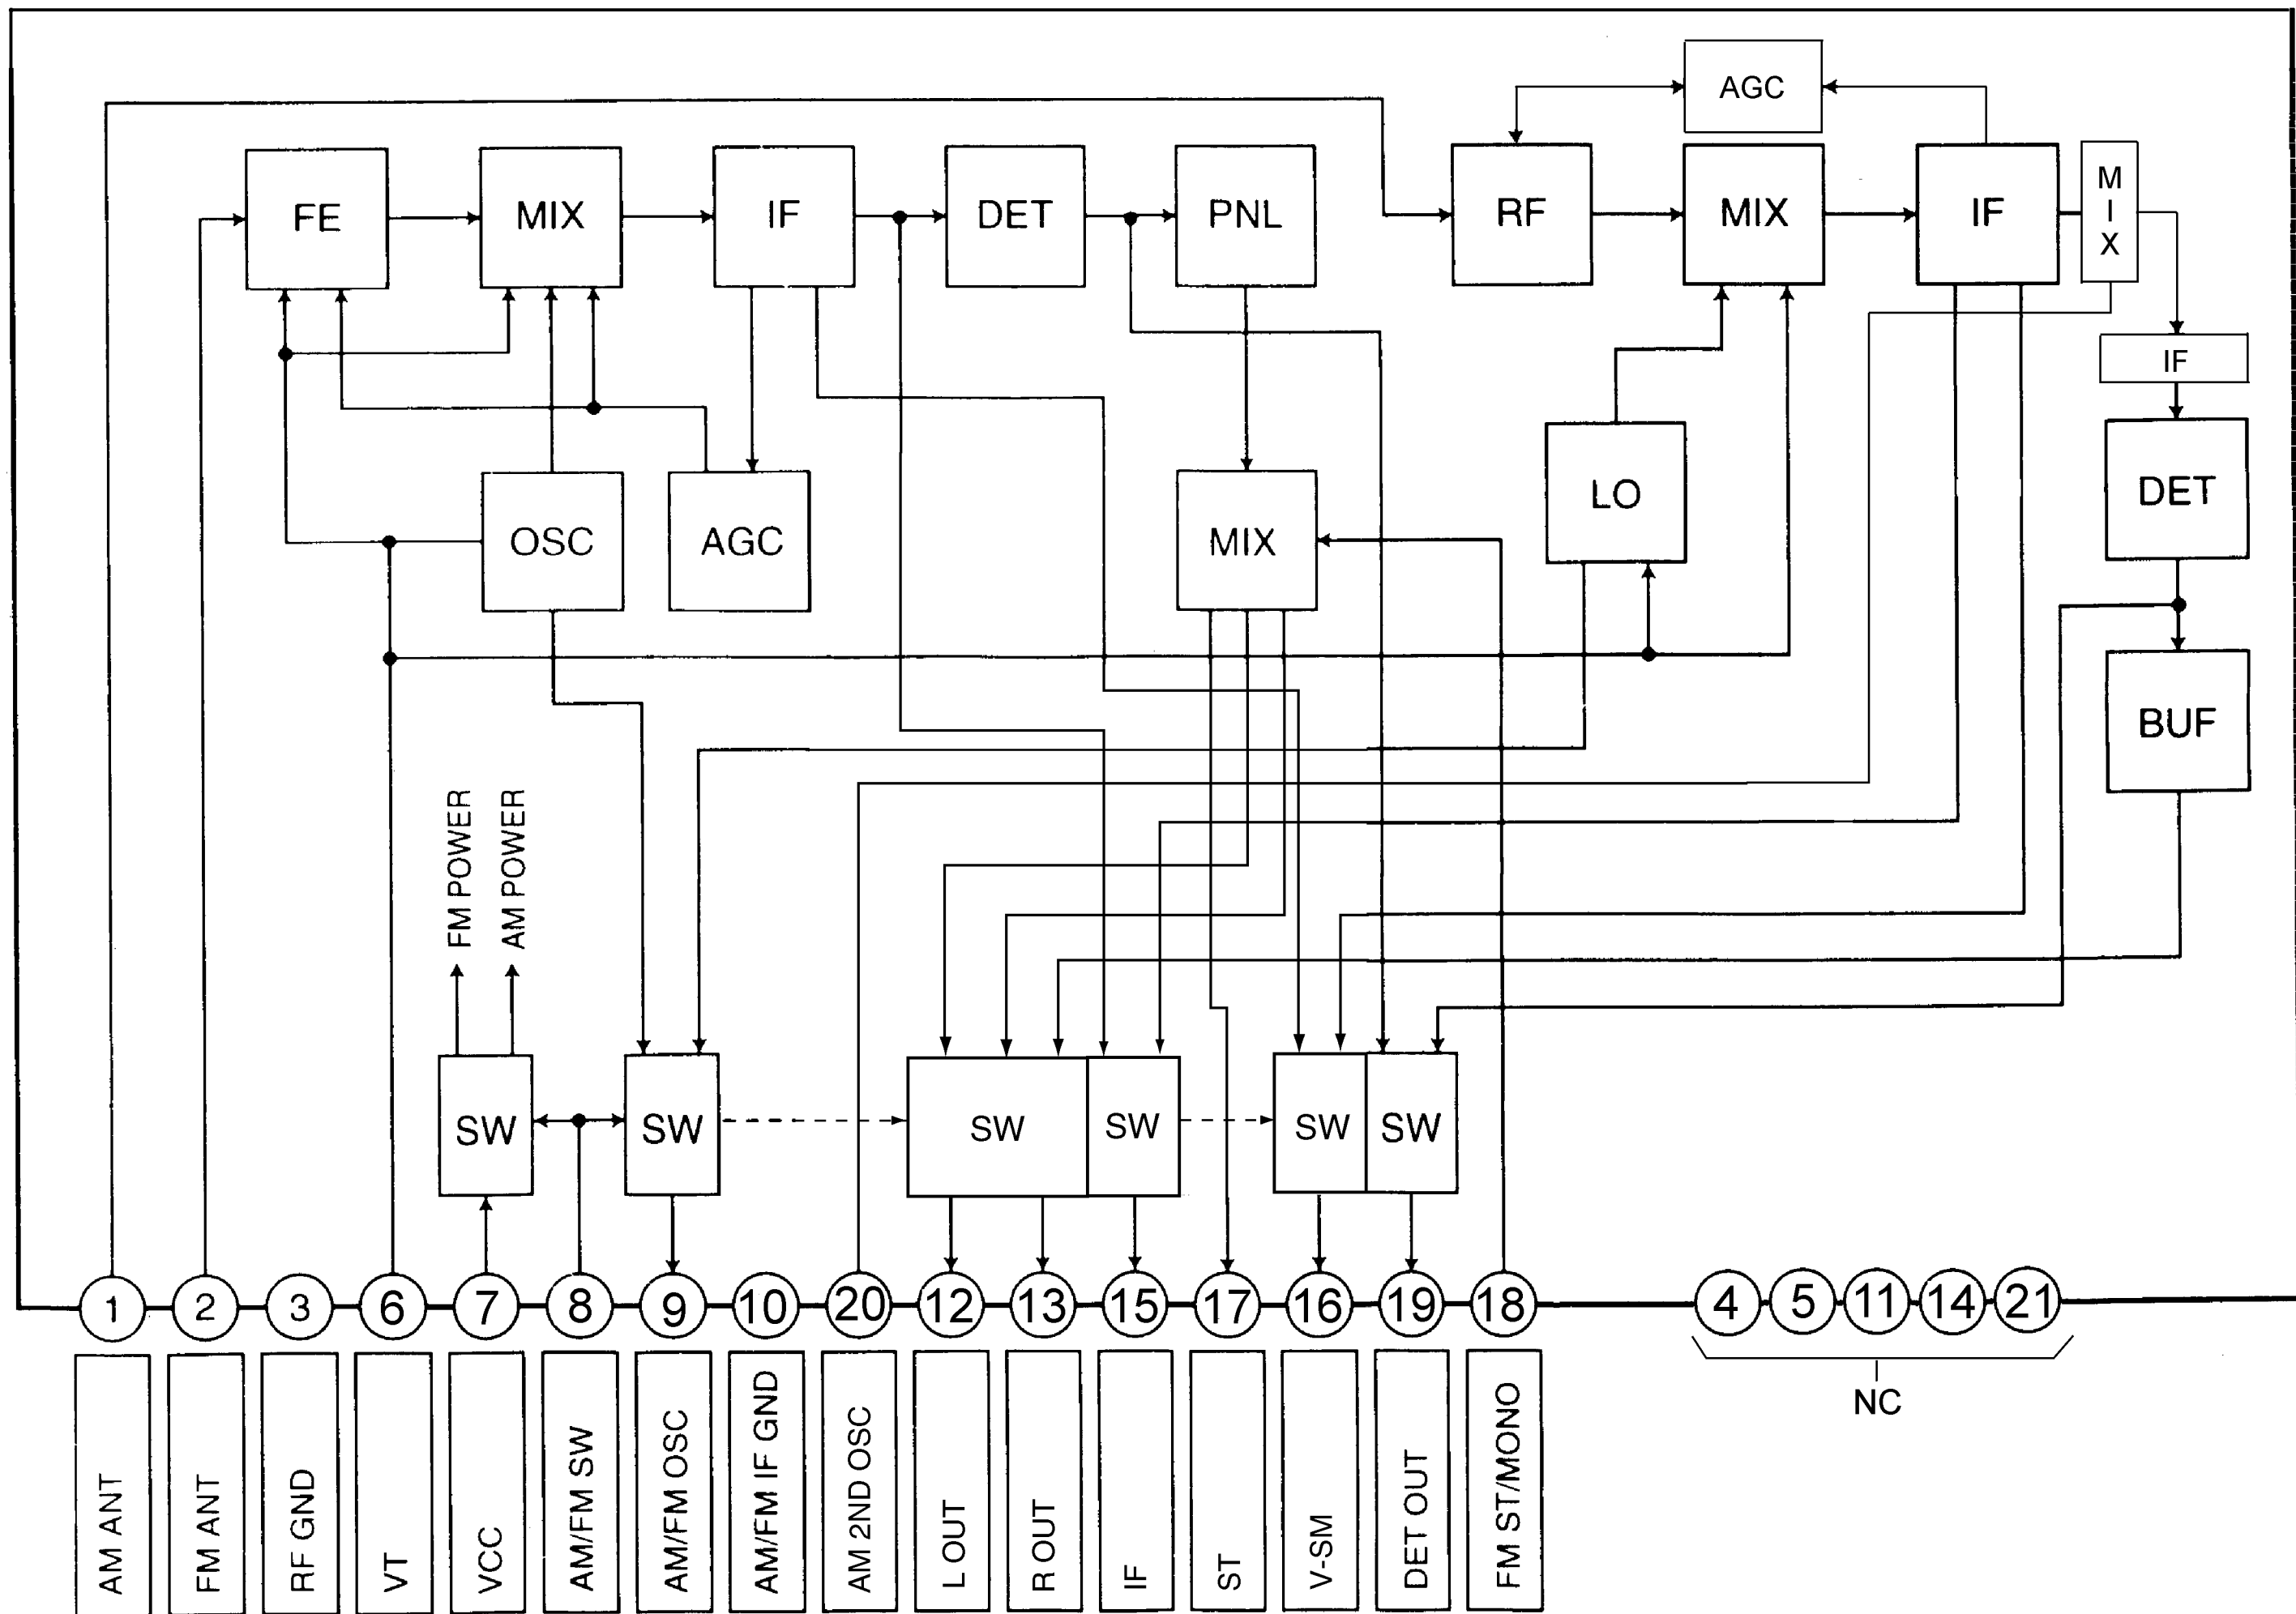 AGC
FE
MIX
IF
DET
PNL
RF
MIX
IF
MIX
IF
OSC
AGC
MIX
LO
DET
BUF
FM POWER
AM POWER
SW
SW
SW
SW
SW
SW
1
2
3
6
7
8
9
10
20
12
13
15
17
16
19
18
4
5
11
14
21
NC
AM ANT
FM ANT
RF GND
VT
VCC
AM/FM SW
AM/FM OSC
AM/FM IF GND
AM 2ND OSC
L OUT
R OUT
IF
ST
V-SM
DET OUT
FM ST/MONO